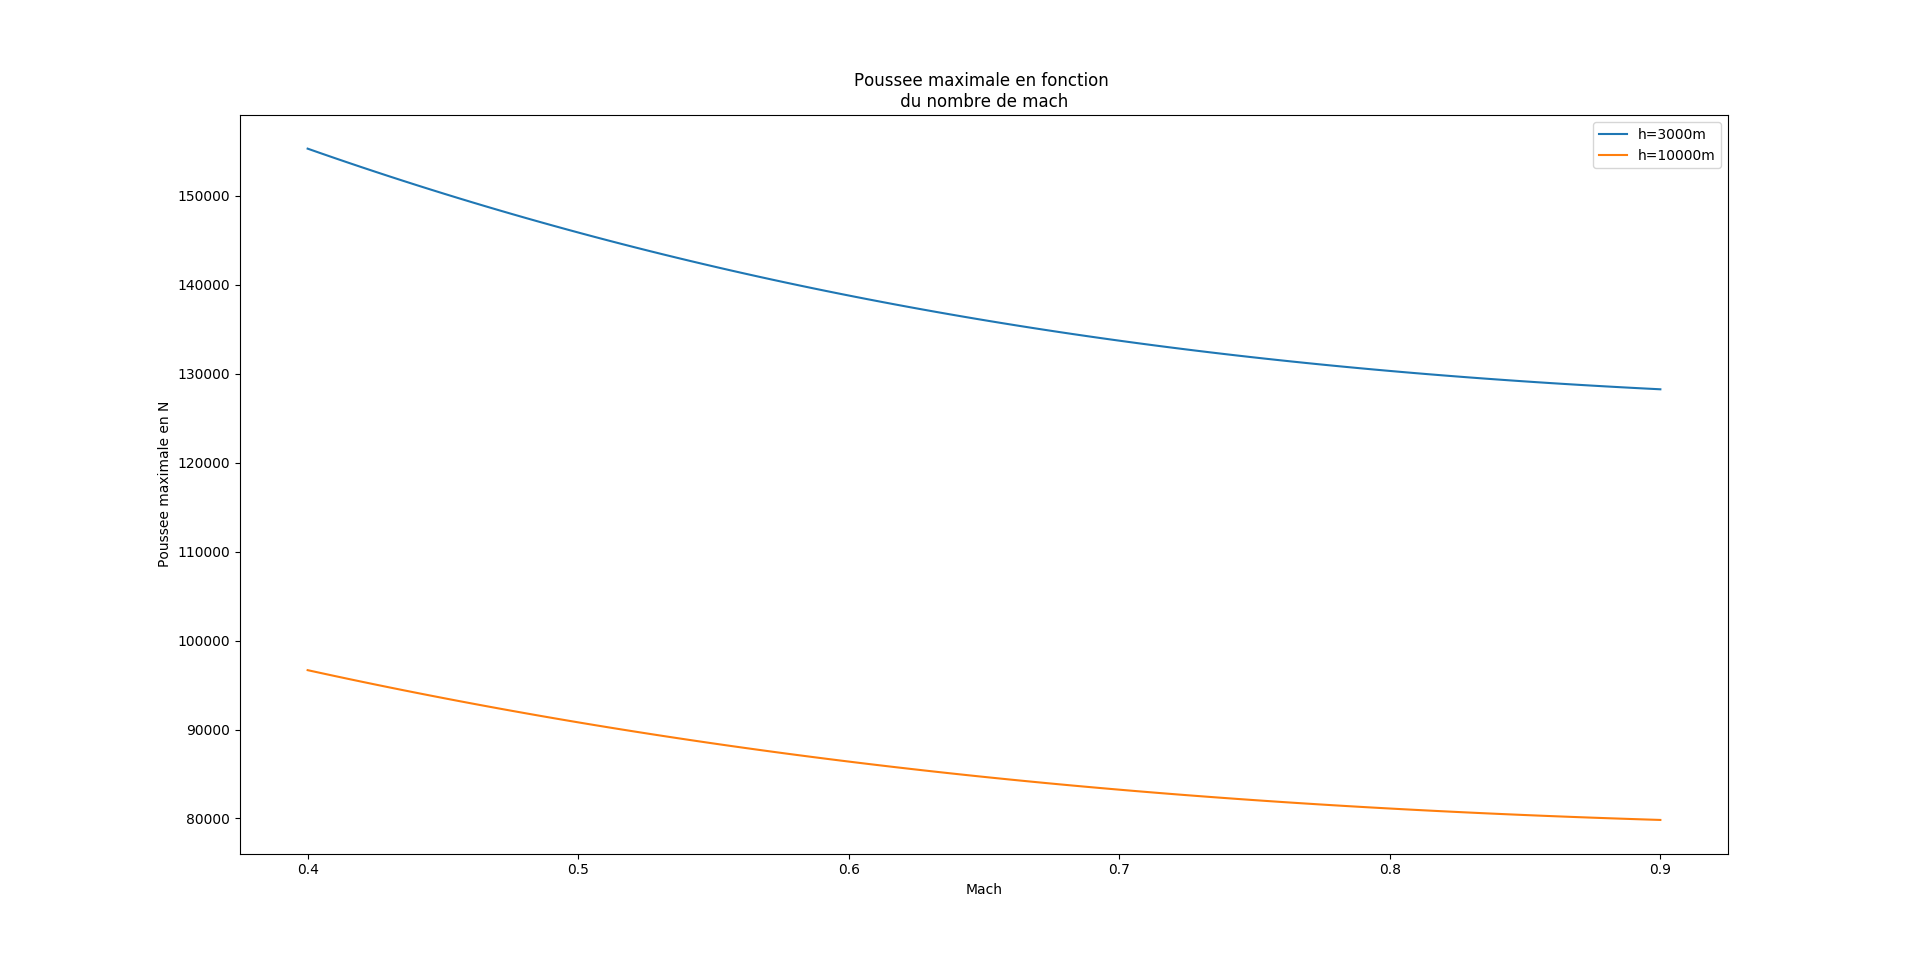 Poussee maximale en fonction
du nombre de mach
h=3000m
h=10000m
Poussee maximale en N
150000
140000
130000
120000
110000
100000
90000
80000
0.4
0.5
0.6
0.7
0.8
0.9
Mach